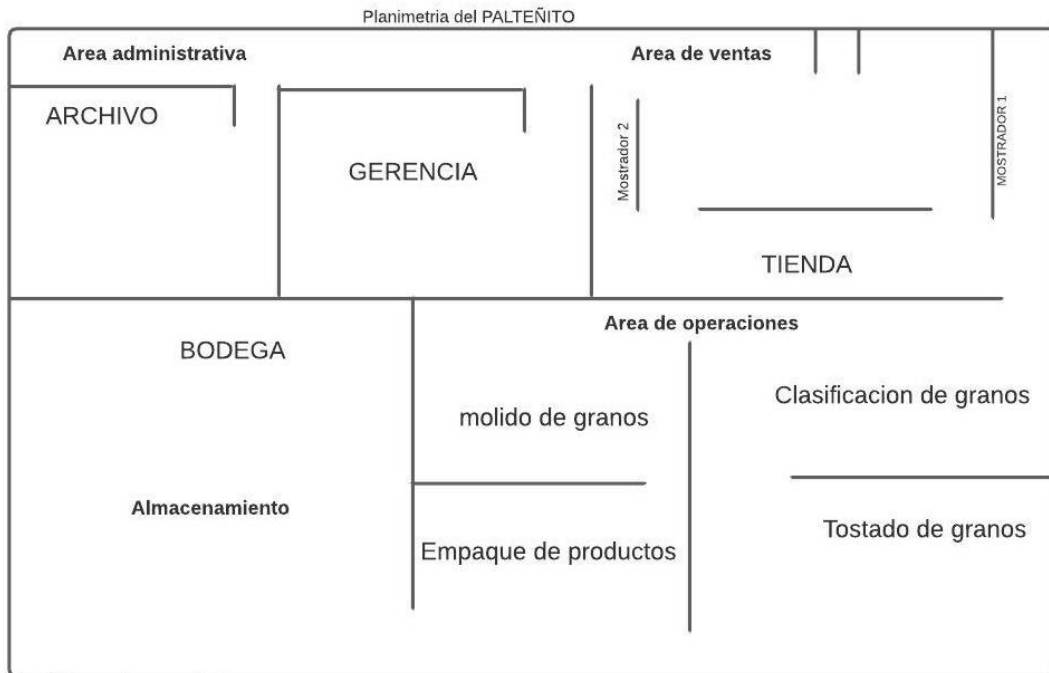 Planimetria del PALTEÑITO
Area administrativa
Area de ventas
ARCHIVO
GERENCIA
Mostrador 2
MOSTRADOR 1
TIENDA
Area de operaciones
BODEGA
Clasificacion de granos
molido de granos
Almacenamiento
Tostado de granos
Empaque de productos